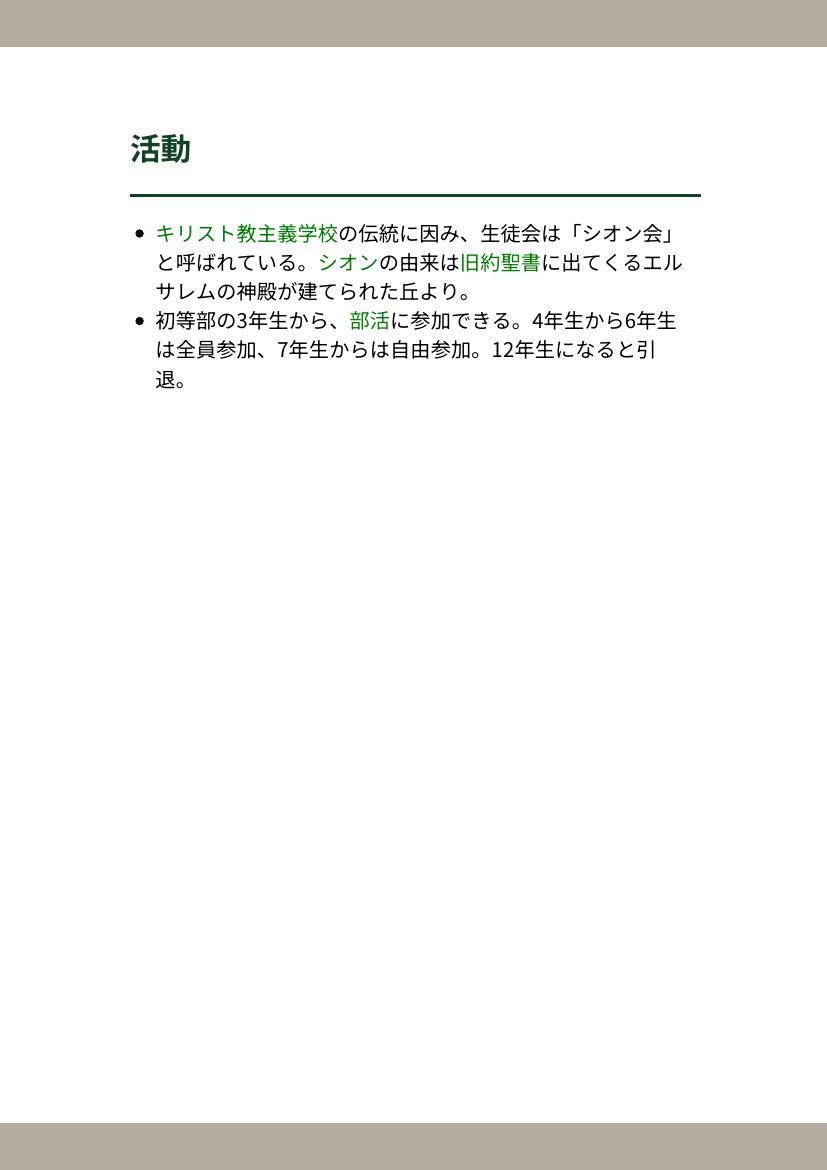 活動
キリスト教主義学校の伝統に因み、生徒会は「シオン会」
と呼ばれている。シオンの由来は旧約聖書に出てくるエル
サレムの神殿が建てられた丘より。
初等部の3年生から、部活に参加できる。4年生から6年生
は全員参加、7年生からは自由参加。12年生になると引
退。